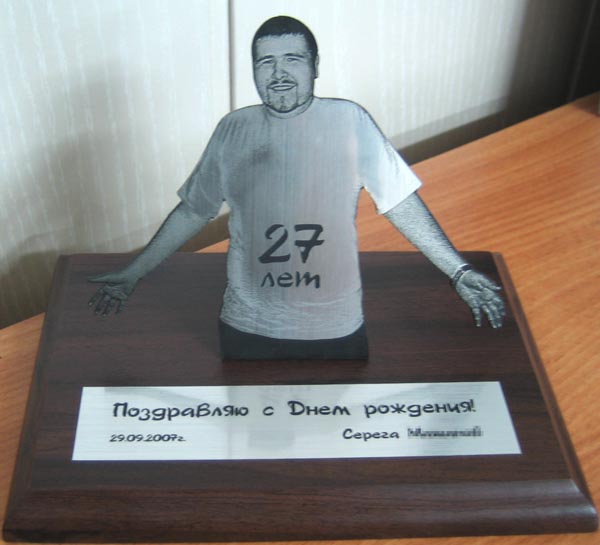 27
лет
Поздравляю с Днем рождения!
29.09.2007г. Серега